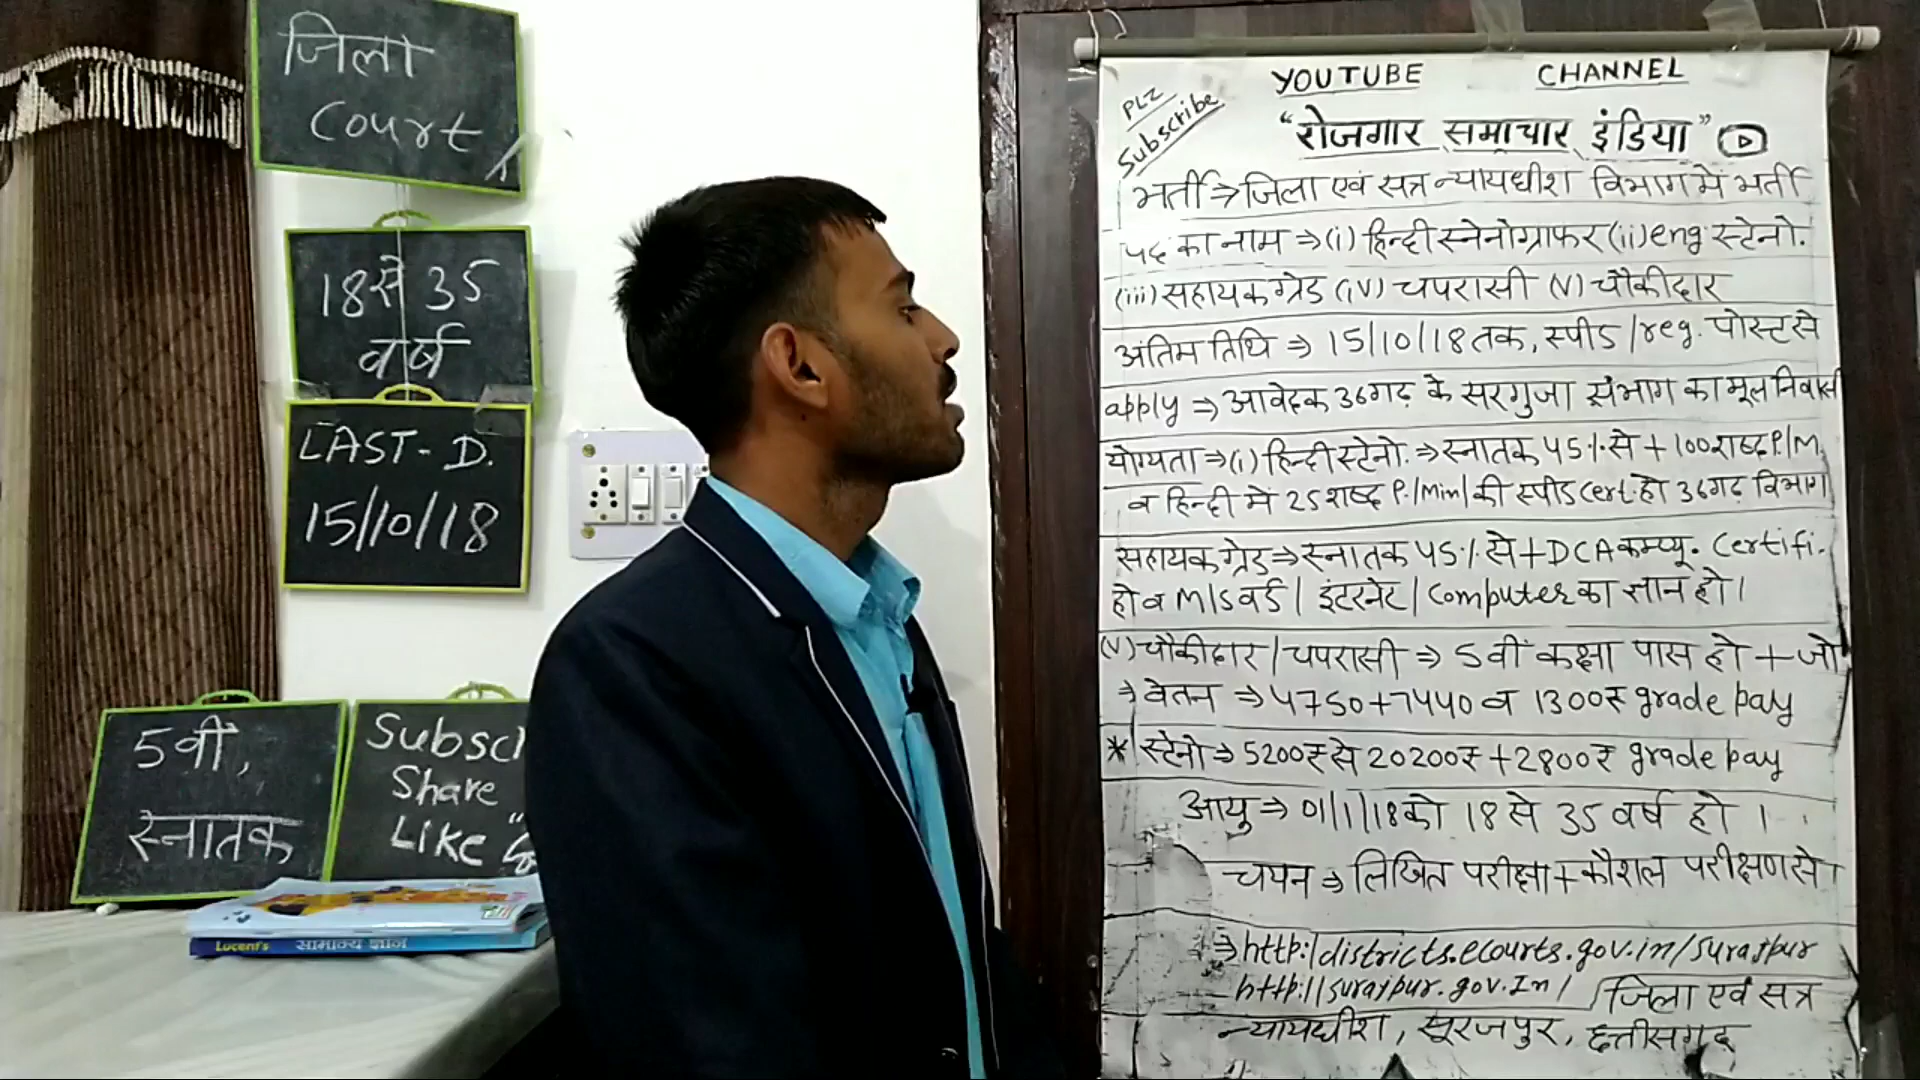 जिला
Court
18 से 35
वर्ष
LAST - D.
15/10/18
5वीं,
स्नातक
Subsc
Share
Like
Lucent's सामान्य ज्ञान
PLZ
Subscribe
YOUTUBE CHANNEL
"रोजगार समाचार इंडिया"
भर्ती → जिला एवं सत्र न्यायधीश विभाग में भर्ती
पद का नाम ⇒ (i) हिन्दी स्नेनोग्राफर (ii) eng स्टेनो.
(iii) सहायक ग्रेड (iv) चपरासी (v) चौकीदार
अंतिम तिथि ⇒ 15/10/18 तक, स्पीड /reg. पोस्ट से
apply ⇒ आवेदक 36गढ़ के सरगुजा संभाग का मूल निवासी
योग्यता → (i) हिन्दी स्टेनो. ⇒ स्नातक 45% से + 100 शब्द P./M.
व हिन्दी में 25 शब्द P./Min/ की स्पीड cert. हो 36गढ़ विभाग
सहायक ग्रेड ⇒ स्नातक 45% से + DCA कम्प्यू. Certifi.
हो व M/S वर्ड / इंटरनेट / Computer का ज्ञान हो।
(v) चौकीदार / चपरासी ⇒ 5वीं कक्षा पास हो + जो
→ वेतन ⇒ 4750+7440 व 1300₹ grade pay
* स्टेनो ⇒ 5200₹ से 20200₹ + 2800₹ grade pay
आयु ⇒ 01/1/18 को 18 से 35 वर्ष हो ।
चयन ⇒ लिखित परीक्षा + कौशल परीक्षण से।
⇒ http:/districts.ecourts.gov.in/surajpur
http://surajpur.gov.In/ जिला एवं सत्र
न्यायधीश, सूरजपुर, छत्तीसगढ़